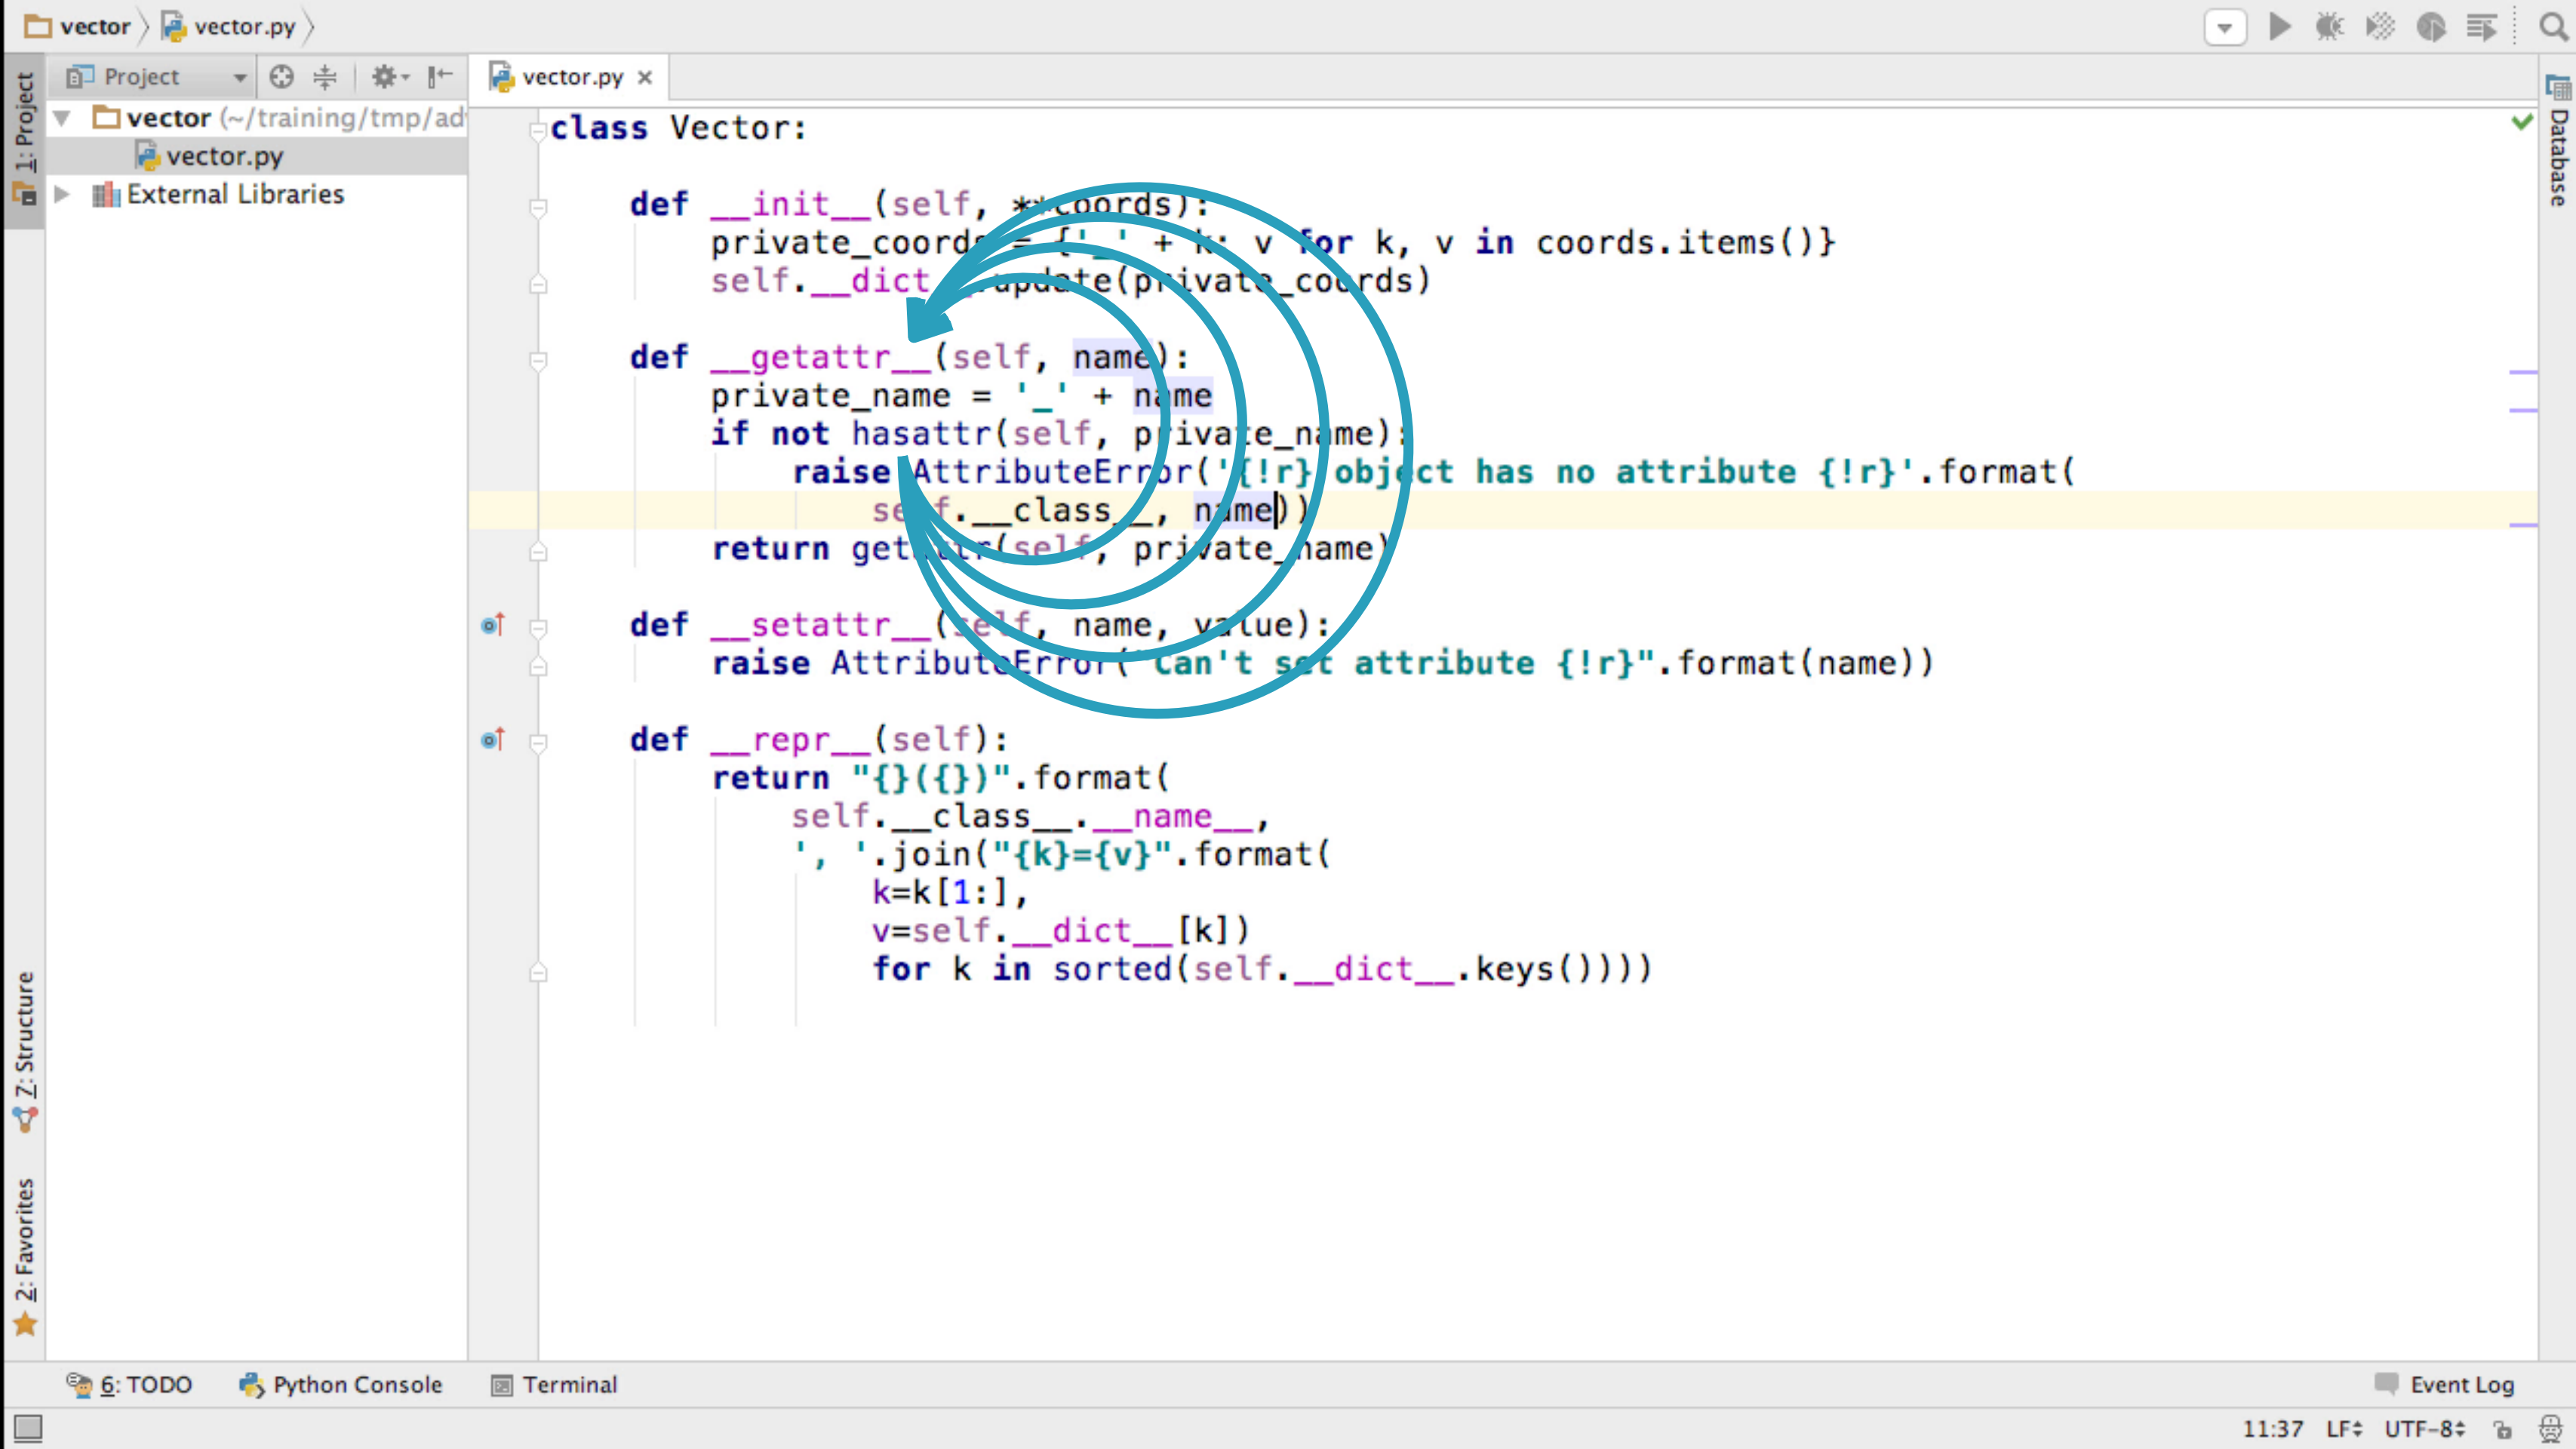 vector vector.py
Project
vector.py
1: Project
vector (~/training/tmp/ad
vector.py
External Libraries
class Vector:
def __init__(self, **coords):
private_coords = {'_' + k: v for k, v in coords.items()}
self.__dict__.update(private_coords)
def __getattr__(self, name):
private_name = '_' + name
if not hasattr(self, private_name):
raise AttributeError('{!r} object has no attribute {!r}'.format(
self.__class__, name))
return getattr(self, private_name)
def __setattr__(self, name, value):
raise AttributeError("Can't set attribute {!r}".format(name))
def __repr__(self):
return "{}({})".format(
self.__class__.__name__,
', '.join("{k}={v}".format(
k=k[1:],
v=self.__dict__[k])
for k in sorted(self.__dict__.keys())))
Database
7: Structure
2: Favorites
6: TODO Python Console Terminal Event Log
11:37 LF UTF-8